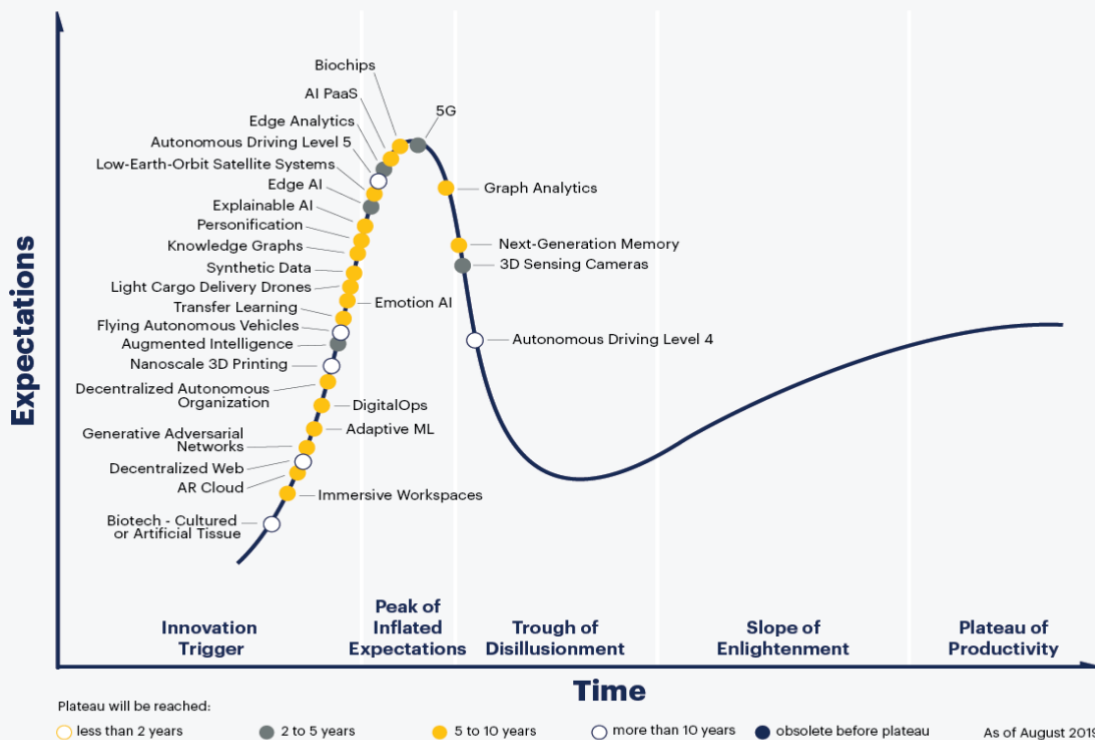 Expectations
Biochips
AI PaaS
5G
Edge Analytics
Autonomous Driving Level 5
Low-Earth-Orbit Satellite Systems
Edge AI
Graph Analytics
Explainable AI
Personification
Knowledge Graphs
Next-Generation Memory
Synthetic Data
3D Sensing Cameras
Light Cargo Delivery Drones
Emotion AI
Transfer Learning
Flying Autonomous Vehicles
Augmented Intelligence
Autonomous Driving Level 4
Nanoscale 3D Printing
Decentralized Autonomous
Organization
DigitalOps
Generative Adversarial
Networks
Adaptive ML
Decentralized Web
AR Cloud
Immersive Workspaces
Biotech - Cultured
or Artificial Tissue
Innovation
Trigger
Peak of
Inflated
Expectations
Trough of
Disillusionment
Slope of
Enlightenment
Plateau of
Productivity
Time
Plateau will be reached:
less than 2 years
2 to 5 years
5 to 10 years
more than 10 years
obsolete before plateau
As of August 2019